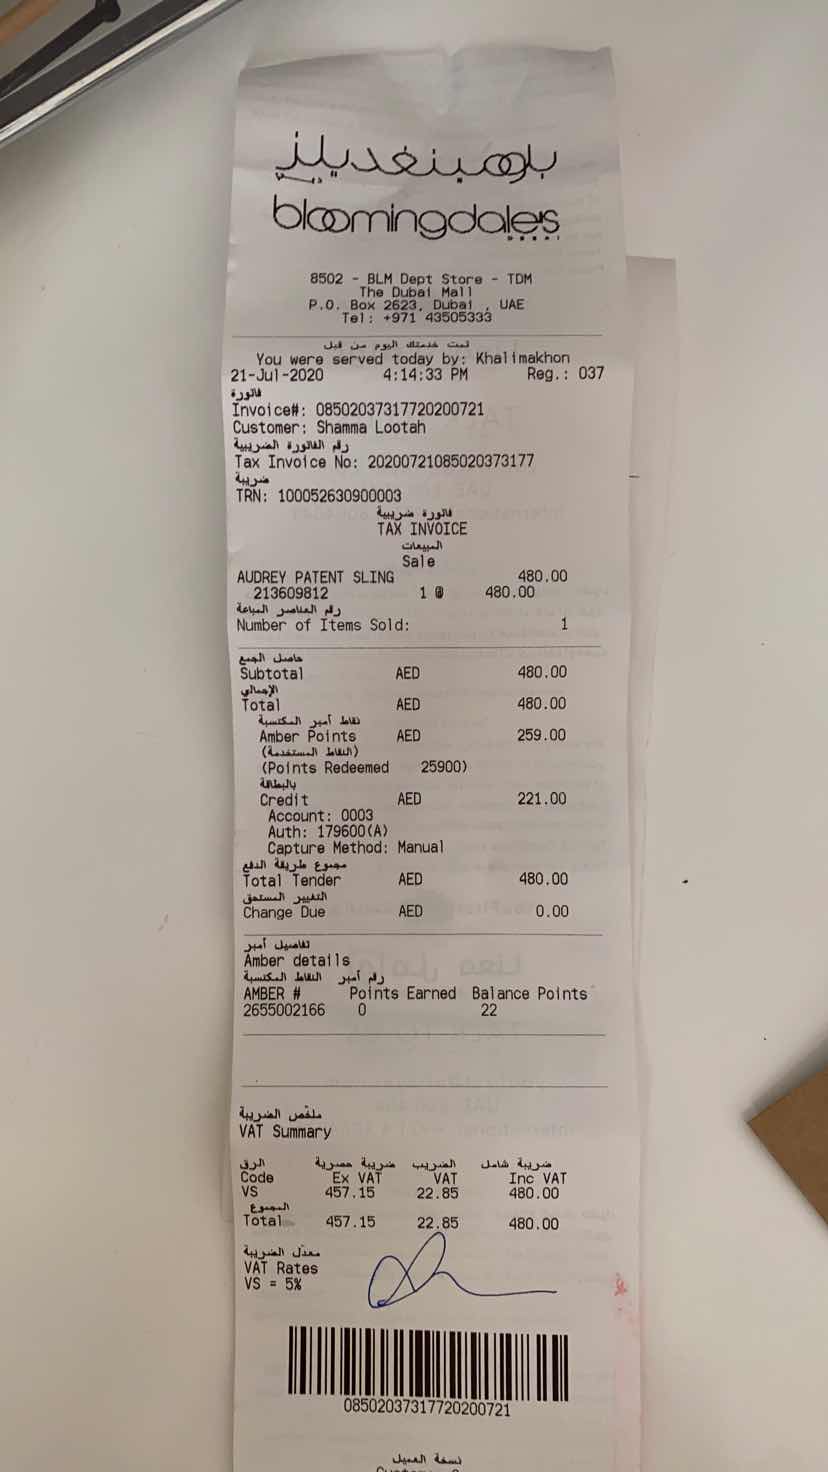 بلومينغديلز
دبي
bloomingdale's
DUBAI
8502 - BLM Dept Store - TDM
The Dubai Mall
P.O. Box 2623, Dubai , UAE
Tel: +971 43505333
تمت خدمتك اليوم من قبل
You were served today by: Khalimakhon
21-Jul-2020 4:14:33 PM Reg.: 037
فاتورة
Invoice#: 08502037317720200721
Customer: Shamma Lootah
رقم الفاتورة الضريبية
Tax Invoice No: 20200721085020373177
ضريبة
TRN: 100052630900003
فاتورة ضريبية
TAX INVOICE
المبيعات
Sale
AUDREY PATENT SLING 480.00
213609812 1 @ 480.00
رقم العناصر المباعة
Number of Items Sold: 1
حاصل الجمع
Subtotal AED 480.00
الإجمالي
Total AED 480.00
نقاط أمبر المكتسبة
Amber Points AED 259.00
(النقاط المستخدمة)
(Points Redeemed 25900)
بالبطاقة
Credit AED 221.00
Account: 0003
Auth: 179600(A)
Capture Method: Manual
مجموع طريقة الدفع
Total Tender AED 480.00
التغيير المستحق
Change Due AED 0.00
تفاصيل أمبر
Amber details
رقم أمبر النقاط المكتسبة
AMBER # Points Earned Balance Points
2655002166 0 22
ملخص الضريبة
VAT Summary
الرق ضريبة حصرية الضريب ضريبة شامل
Code Ex VAT VAT Inc VAT
VS 457.15 22.85 480.00
المجموع
Total 457.15 22.85 480.00
معدل الضريبة
VAT Rates
VS = 5%
08502037317720200721
نسخة العميل